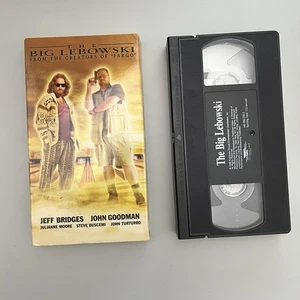 THE
BIG LEBOWSKI
FROM THE CREATORS OF "FARGO"
JEFF BRIDGES JOHN GOODMAN
JULIANNE MOORE STEVE BUSCEMI JOHN TURTURRO
The Big Lebowski